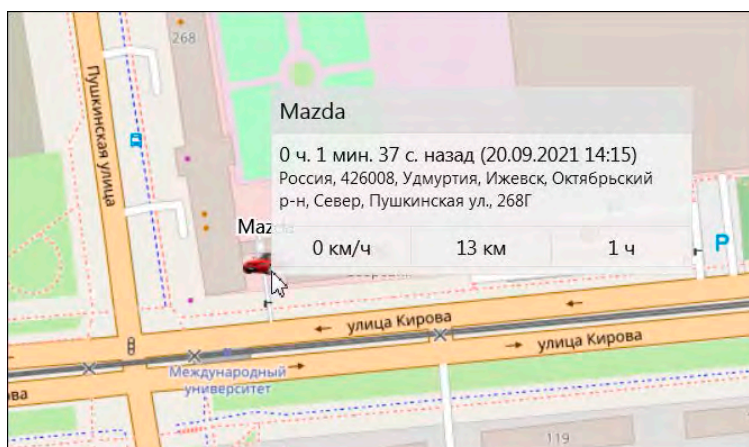 268
Пушкинская улица
Mazda
0 ч. 1 мин. 37 с. назад (20.09.2021 14:15)
Россия, 426008, Удмуртия, Ижевск, Октябрьский
р-н, Север, Пушкинская ул., 268Г
0 км/ч 13 км 1 ч
Maz
P
улица Кирова
улица Кирова
Международный
университет
ва
119